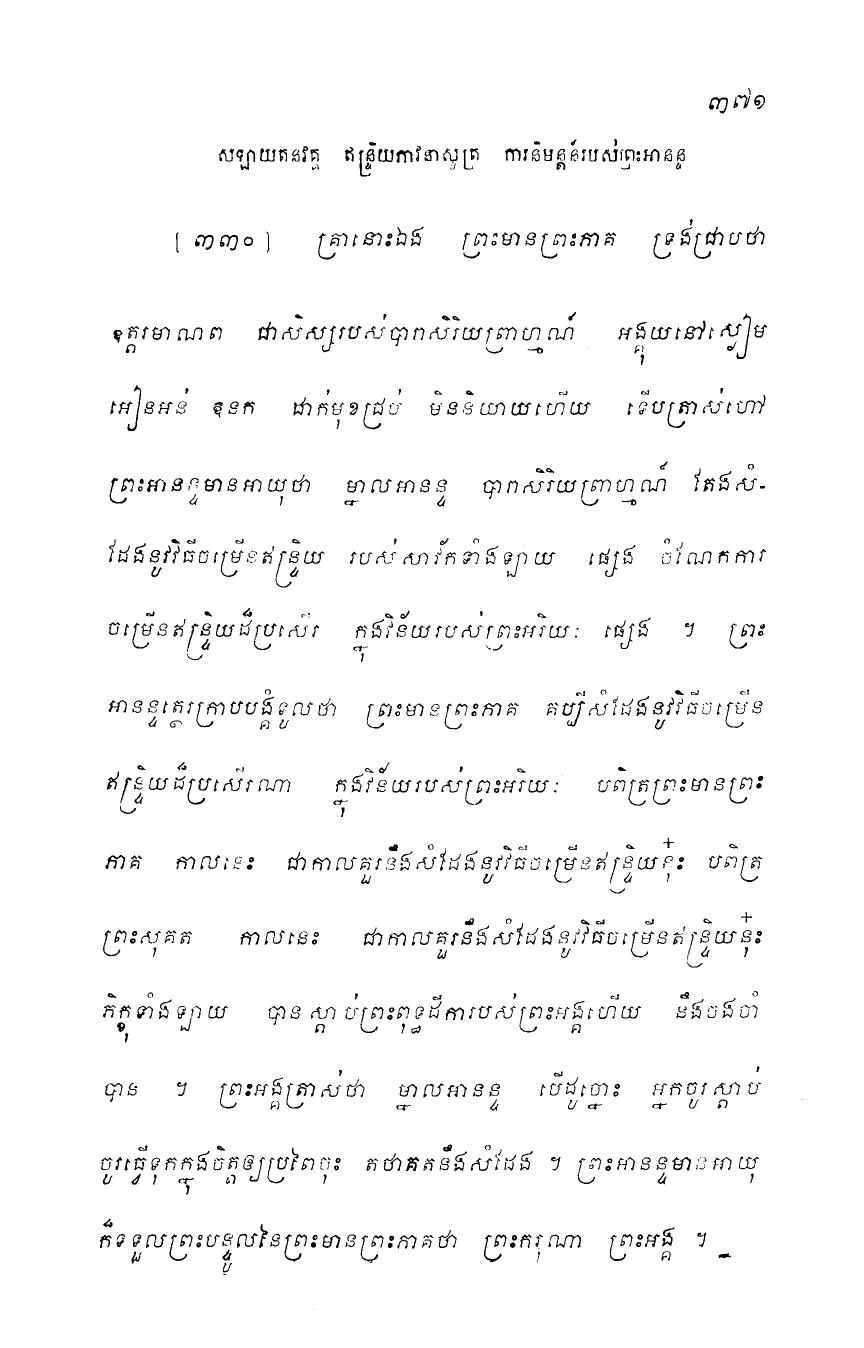 ៣៧១
សឡាយតនវគ្គ ឥន្ទ្រិយភាវនាសូត្រ ការនិមន្តន៍របស់ព្រះអានន្ទ
[ ៣៣០ ] គ្រានោះឯង ព្រះមានព្រះភាគ ទ្រង់ជ្រាបថា
ឧត្តរមាណព ជាសិស្សរបស់បារាសិរិយព្រាហ្មណ៍ អង្គុយនៅស្ងៀម
អៀនអន់ ឱនក ដាក់មុខជ្រប់ មិននិយាយហើយ ទើបត្រាស់ហៅ
ព្រះអានន្ទមានអាយុថា ម្នាលអានន្ទ បារាសិរិយព្រាហ្មណ៍ តែងសំ-
ដែងនូវវិធីចម្រើនឥន្ទ្រិយ របស់សាវ័កទាំងឡាយ ផ្សេង ចំណែកការ
ចម្រើនឥន្ទ្រិយដ៏ប្រសើរ ក្នុងវិន័យរបស់ព្រះអរិយៈ ផ្សេង ។ ព្រះ
អានន្ទត្ថេរក្រាបបង្គំទូលថា ព្រះមានព្រះភាគ គប្បីសំដែងនូវវិធីចម្រើន
ឥន្ទ្រិយដ៏ប្រសើរណា ក្នុងវិន័យរបស់ព្រះអរិយៈ បពិត្រព្រះមានព្រះ
ភាគ កាលនេះ ជាកាលគួរនឹងសំដែងនូវវិធីចម្រើនឥន្ទ្រិយនុ៎ះ បពិត្រ
ព្រះសុគត កាលនេះ ជាកាលគួរនឹងសំដែងនូវវិធីចម្រើនឥន្ទ្រិយនុ៎ះ
ភិក្ខុទាំងឡាយ បានស្តាប់ព្រះពុទ្ធដីការបស់ព្រះអង្គហើយ នឹងចងចាំ
បាន ។ ព្រះអង្គត្រាស់ថា ម្នាលអានន្ទ បើដូច្នោះ អ្នកចូរស្តាប់
ចូរធ្វើទុកក្នុងចិត្តឲ្យប្រពៃចុះ តថាគតនឹងសំដែង ។ ព្រះអានន្ទមានអាយុ
ក៏ទទួលព្រះបន្ទូលនៃព្រះមានព្រះភាគថា ព្រះករុណា ព្រះអង្គ ។